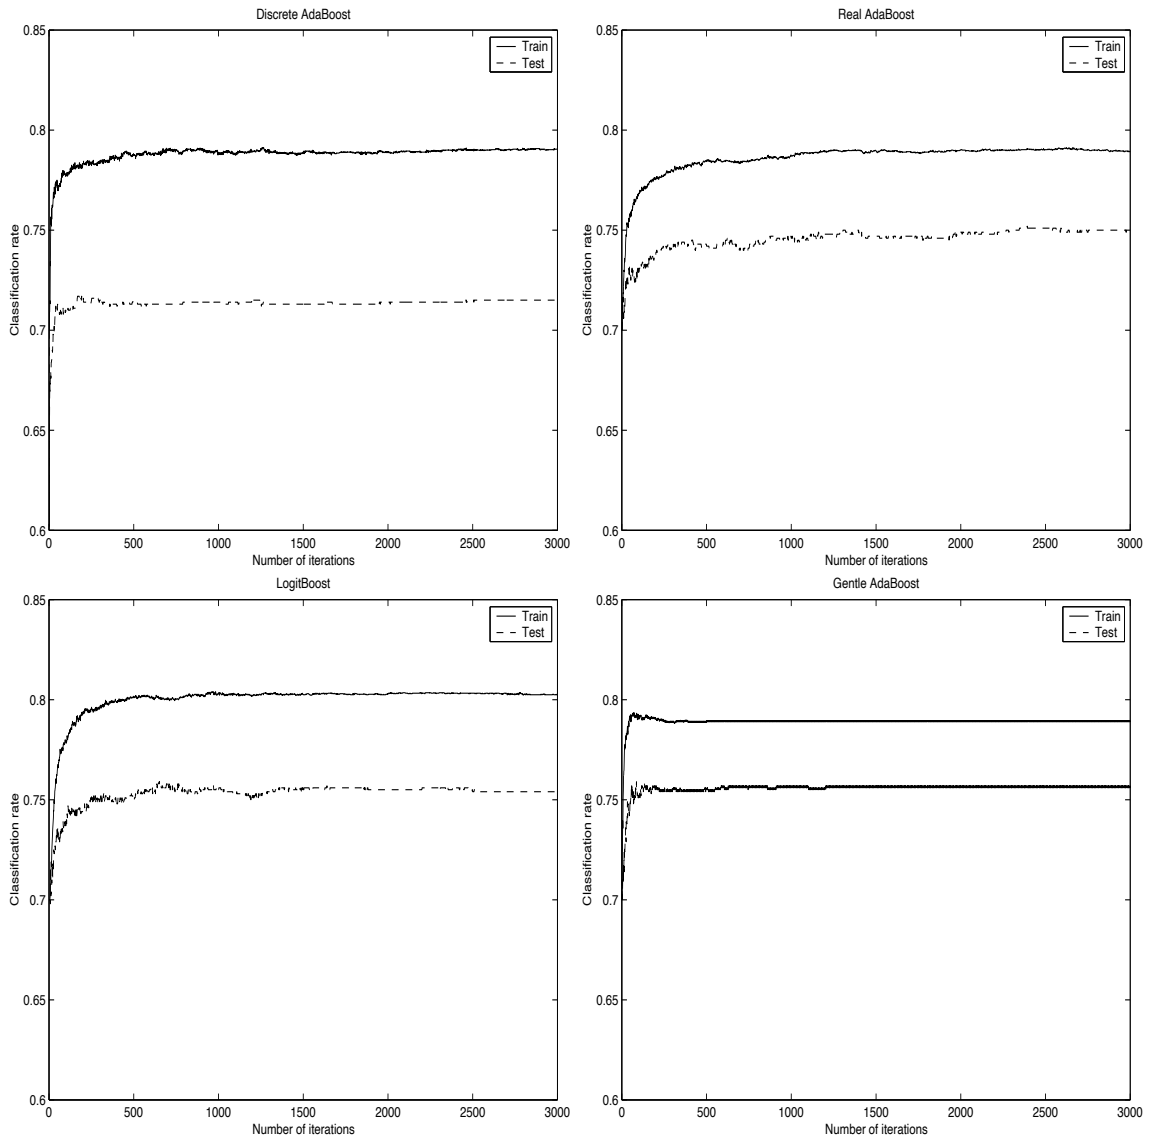 Discrete AdaBoost
0.85
Train
Test
0.8
0.75
0.7
0.65
0.6
Classification rate
0 500 1000 1500 2000 2500 3000
Number of iterations
Real AdaBoost
0.85
Train
Test
0.8
0.75
0.7
0.65
0.6
Classification rate
0 500 1000 1500 2000 2500 3000
Number of iterations
LogitBoost
0.85
Train
Test
0.8
0.75
0.7
0.65
0.6
Classification rate
0 500 1000 1500 2000 2500 3000
Number of iterations
Gentle AdaBoost
0.85
Train
Test
0.8
0.75
0.7
0.65
0.6
Classification rate
0 500 1000 1500 2000 2500 3000
Number of iterations